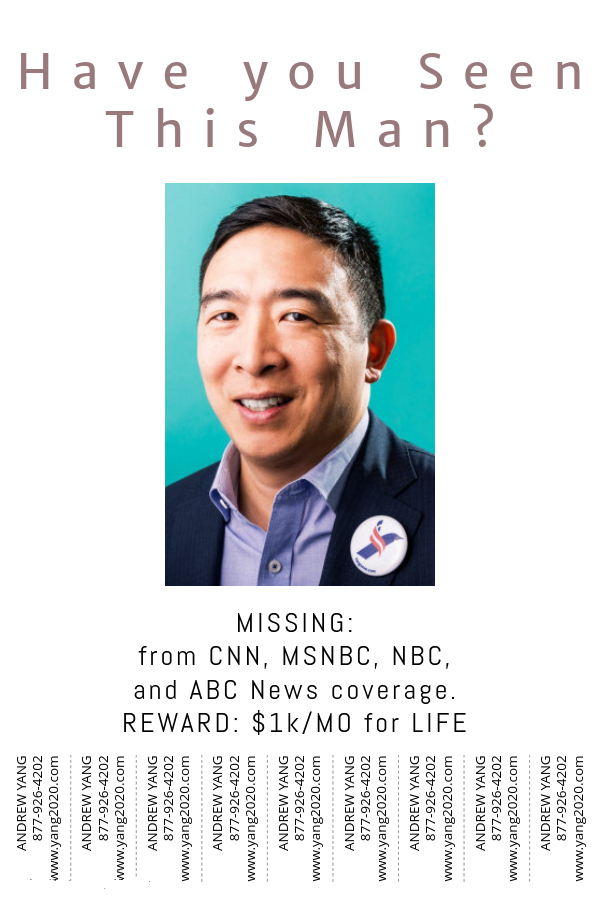 Have you Seen
This Man?
MISSING:
from CNN, MSNBC, NBC,
and ABC News coverage.
REWARD: $1k/MO for LIFE
ANDREW YANG
877-926-4202
www.yang2020.com
ANDREW YANG
877-926-4202
www.yang2020.com
ANDREW YANG
877-926-4202
www.yang2020.com
ANDREW YANG
877-926-4202
www.yang2020.com
ANDREW YANG
877-926-4202
www.yang2020.com
ANDREW YANG
877-926-4202
www.yang2020.com
ANDREW YANG
877-926-4202
www.yang2020.com
ANDREW YANG
877-926-4202
www.yang2020.com
ANDREW YANG
877-926-4202
www.yang2020.com